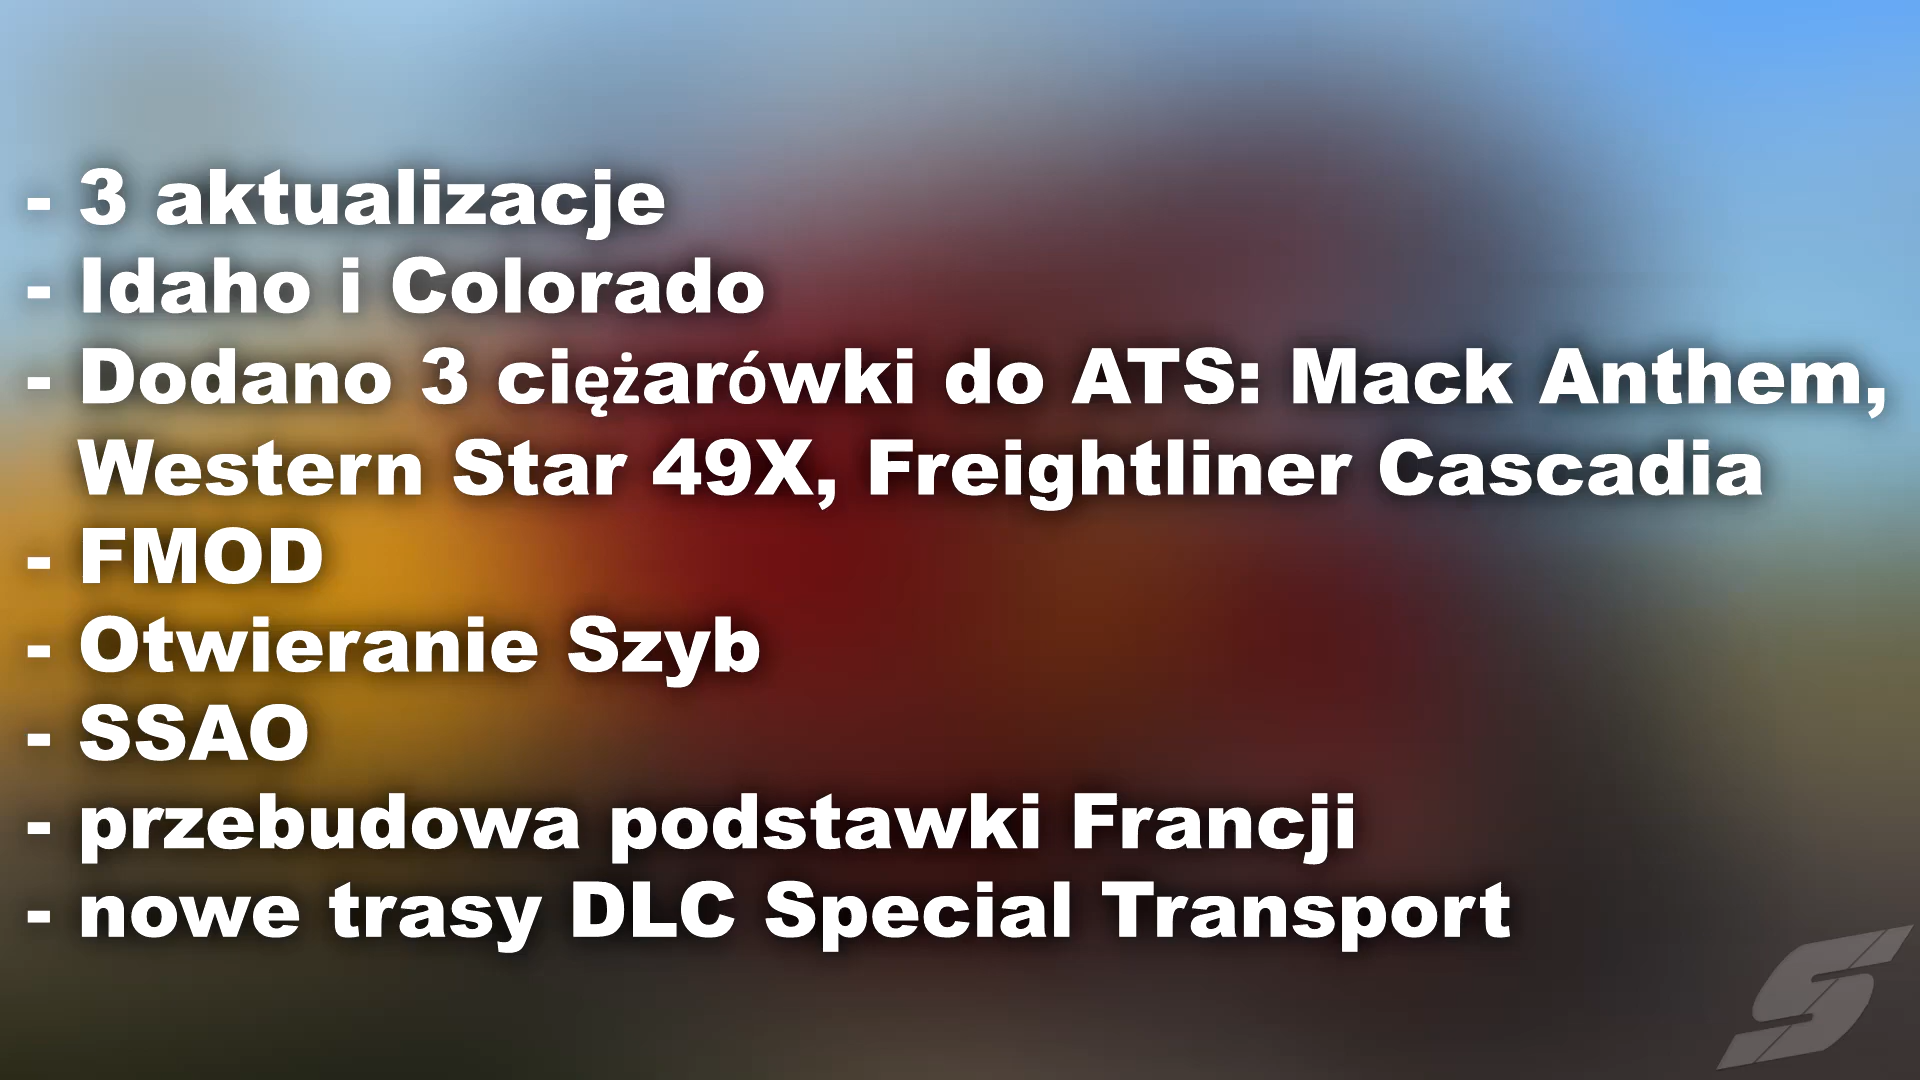 - 3 aktualizacje
- Idaho i Colorado
- Dodano 3 ciężarówki do ATS: Mack Anthem,
Western Star 49X, Freightliner Cascadia
- FMOD
- Otwieranie Szyb
- SSAO
- przebudowa podstawki Francji
- nowe trasy DLC Special Transport